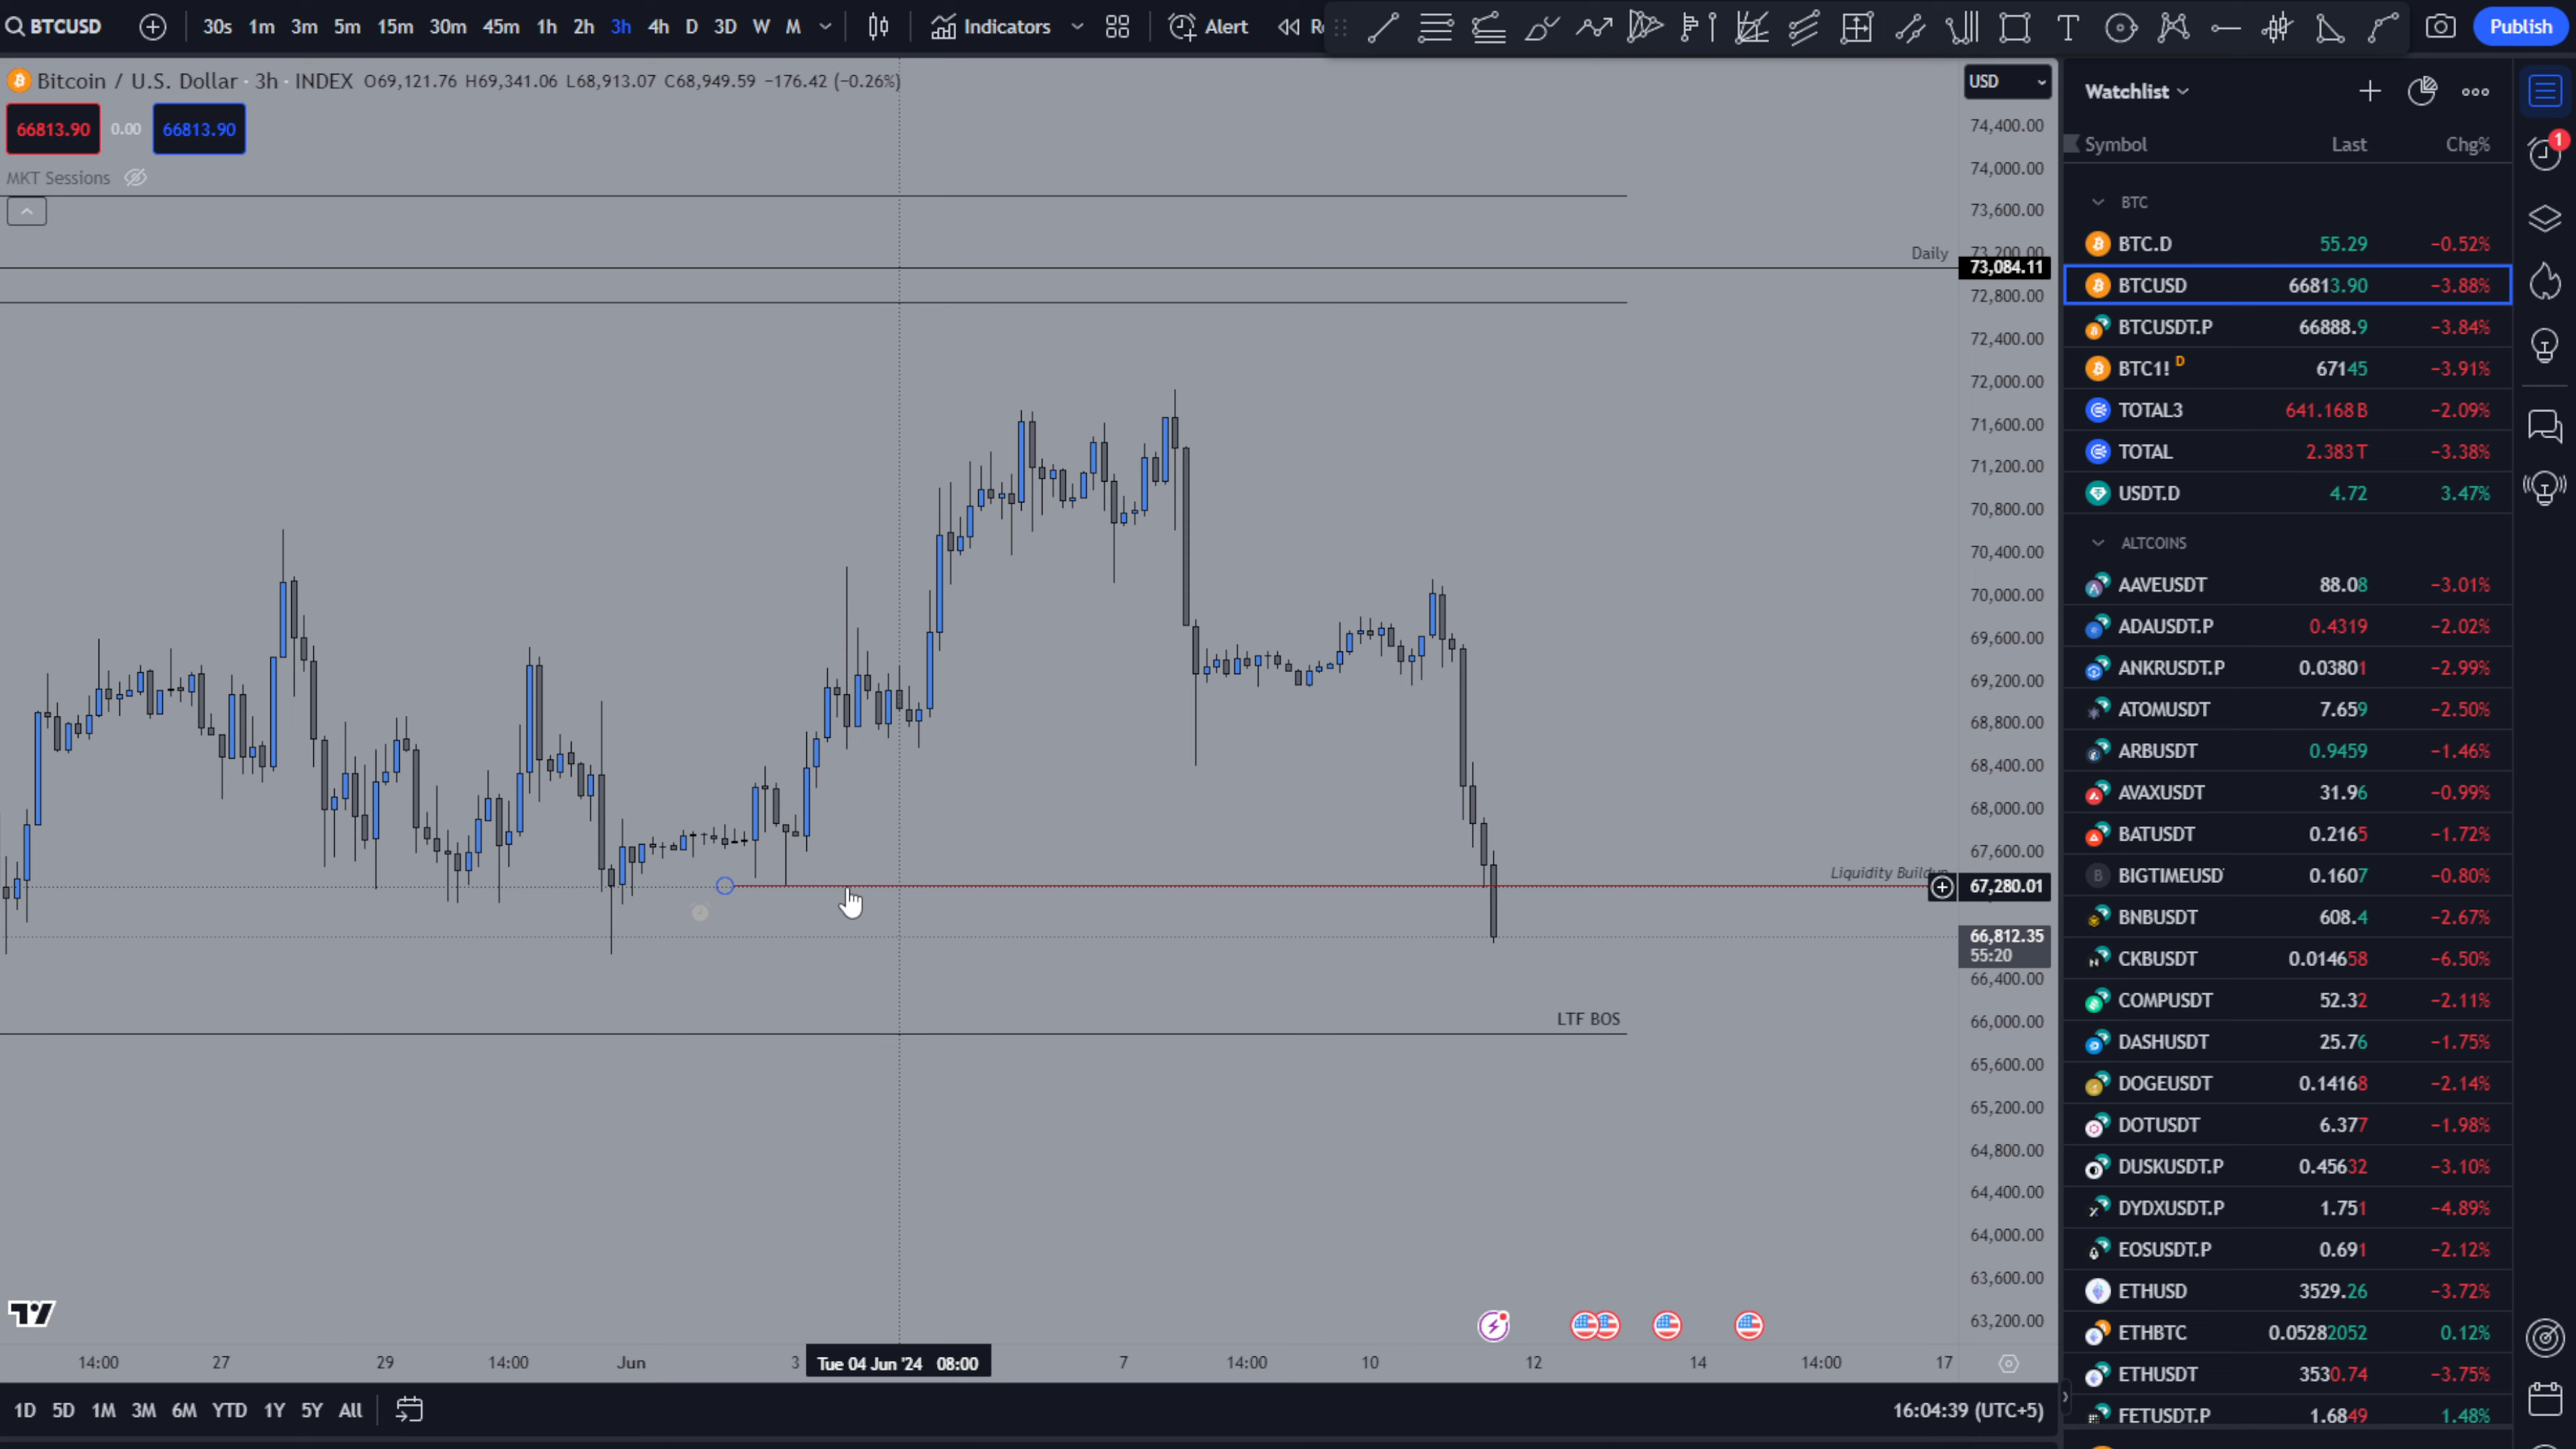 BTCUSD 30s 1m 3m 5m 15m 30m 45m 1h 2h 3h 4h D 3D W M Indicators Alert Publish
Bitcoin / U.S. Dollar · 3h · INDEX O69,121.76 H69,341.06 L68,913.07 C68,949.59 −176.42 (−0.26%)
66813.90 0.00 66813.90
MKT Sessions
USD
74,400.00
74,000.00
73,600.00
Daily 73,200.00
73,084.11
72,800.00
72,400.00
72,000.00
71,600.00
71,200.00
70,800.00
70,400.00
70,000.00
69,600.00
69,200.00
68,800.00
68,400.00
68,000.00
67,600.00
Liquidity Buildup
67,280.01
66,812.35
55:20
66,400.00
LTF BOS
66,000.00
65,600.00
65,200.00
64,800.00
64,400.00
64,000.00
63,600.00
63,200.00
14:00 27 29 14:00 Jun 3 Tue 04 Jun '24 08:00 7 14:00 10 12 14 14:00 17
1D 5D 1M 3M 6M YTD 1Y 5Y All
16:04:39 (UTC+5)
Watchlist
1
Symbol Last Chg%
BTC
BTC.D 55.29 −0.52%
BTCUSD 66813.90 −3.88%
BTCUSDT.P 66888.9 −3.84%
BTC1! D 67145 −3.91%
TOTAL3 641.168 B −2.09%
TOTAL 2.383 T −3.38%
USDT.D 4.72 3.47%
ALTCOINS
AAVEUSDT 88.08 −3.01%
ADAUSDT.P 0.4319 −2.02%
ANKRUSDT.P 0.03801 −2.99%
ATOMUSDT 7.659 −2.50%
ARBUSDT 0.9459 −1.46%
AVAXUSDT 31.96 −0.99%
BATUSDT 0.2165 −1.72%
BIGTIMEUSD 0.1607 −0.80%
BNBUSDT 608.4 −2.67%
CKBUSDT 0.014658 −6.50%
COMPUSDT 52.32 −2.11%
DASHUSDT 25.76 −1.75%
DOGEUSDT 0.14168 −2.14%
DOTUSDT 6.377 −1.98%
DUSKUSDT.P 0.45632 −3.10%
DYDXUSDT.P 1.751 −4.89%
EOSUSDT.P 0.691 −2.12%
ETHUSD 3529.26 −3.72%
ETHBTC 0.05282052 0.12%
ETHUSDT 3530.74 −3.75%
FETUSDT.P 1.6849 1.48%